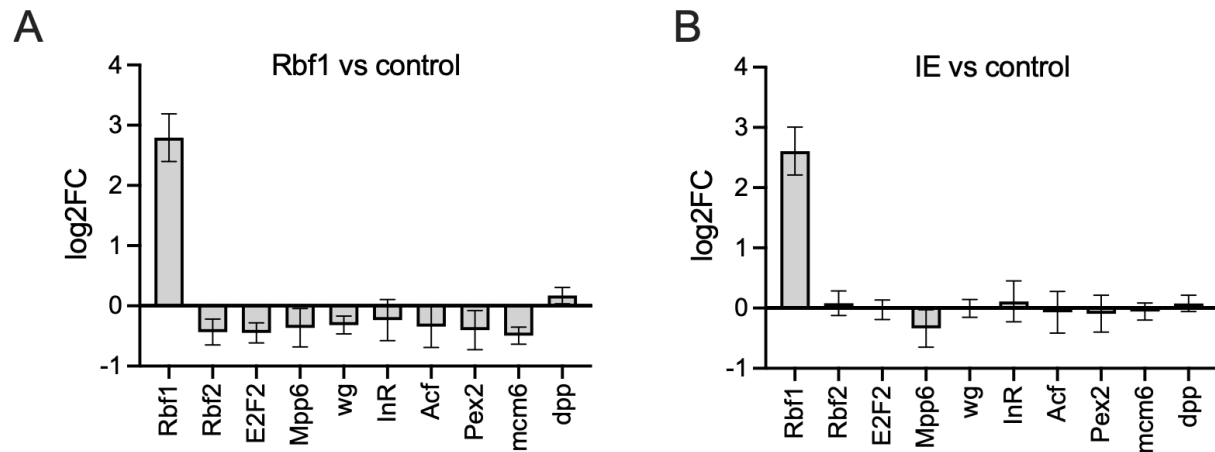 A
Rbf1 vs control
log2FC
4
3
2
1
0
-1
Rbf1
Rbf2
E2F2
Mpp6
wg
InR
Acf
Pex2
mcm6
dpp
B
IE vs control
log2FC
4
3
2
1
0
-1
Rbf1
Rbf2
E2F2
Mpp6
wg
InR
Acf
Pex2
mcm6
dpp